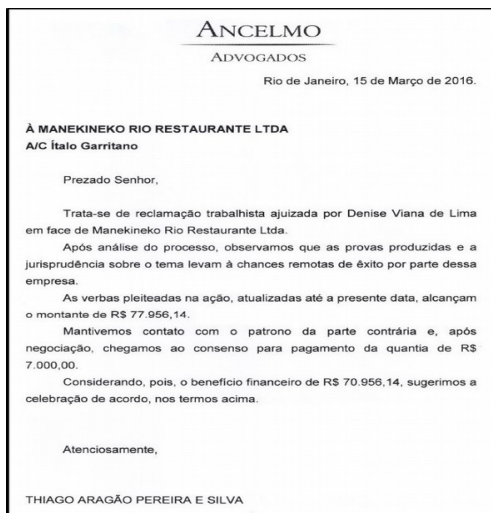 ANCELMO
ADVOGADOS
Rio de Janeiro, 15 de Março de 2016.
À MANEKINEKO RIO RESTAURANTE LTDA
A/C Ítalo Garritano
Prezado Senhor,
Trata-se de reclamação trabalhista ajuizada por Denise Viana de Lima
em face de Manekineko Rio Restaurante Ltda.
Após análise do processo, observamos que as provas produzidas e a
jurisprudência sobre o tema levam à chances remotas de êxito por parte dessa
empresa.
As verbas pleiteadas na ação, atualizadas até a presente data, alcançam
o montante de R$ 77.956,14.
Mantivemos contato com o patrono da parte contrária e, após
negociação, chegamos ao consenso para pagamento da quantia de R$
7.000,00.
Considerando, pois, o benefício financeiro de R$ 70.956,14, sugerimos a
celebração de acordo, nos termos acima.
Atenciosamente,
THIAGO ARAGÃO PEREIRA E SILVA